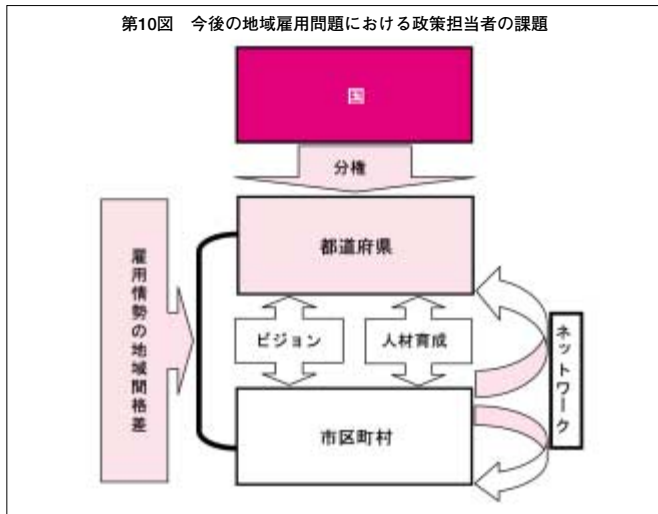 第10図　今後の地域雇用問題における政策担当者の課題
国
分権
都道府県
雇用情勢の地域間格差
ビジョン
人材育成
ネットワーク
市区町村